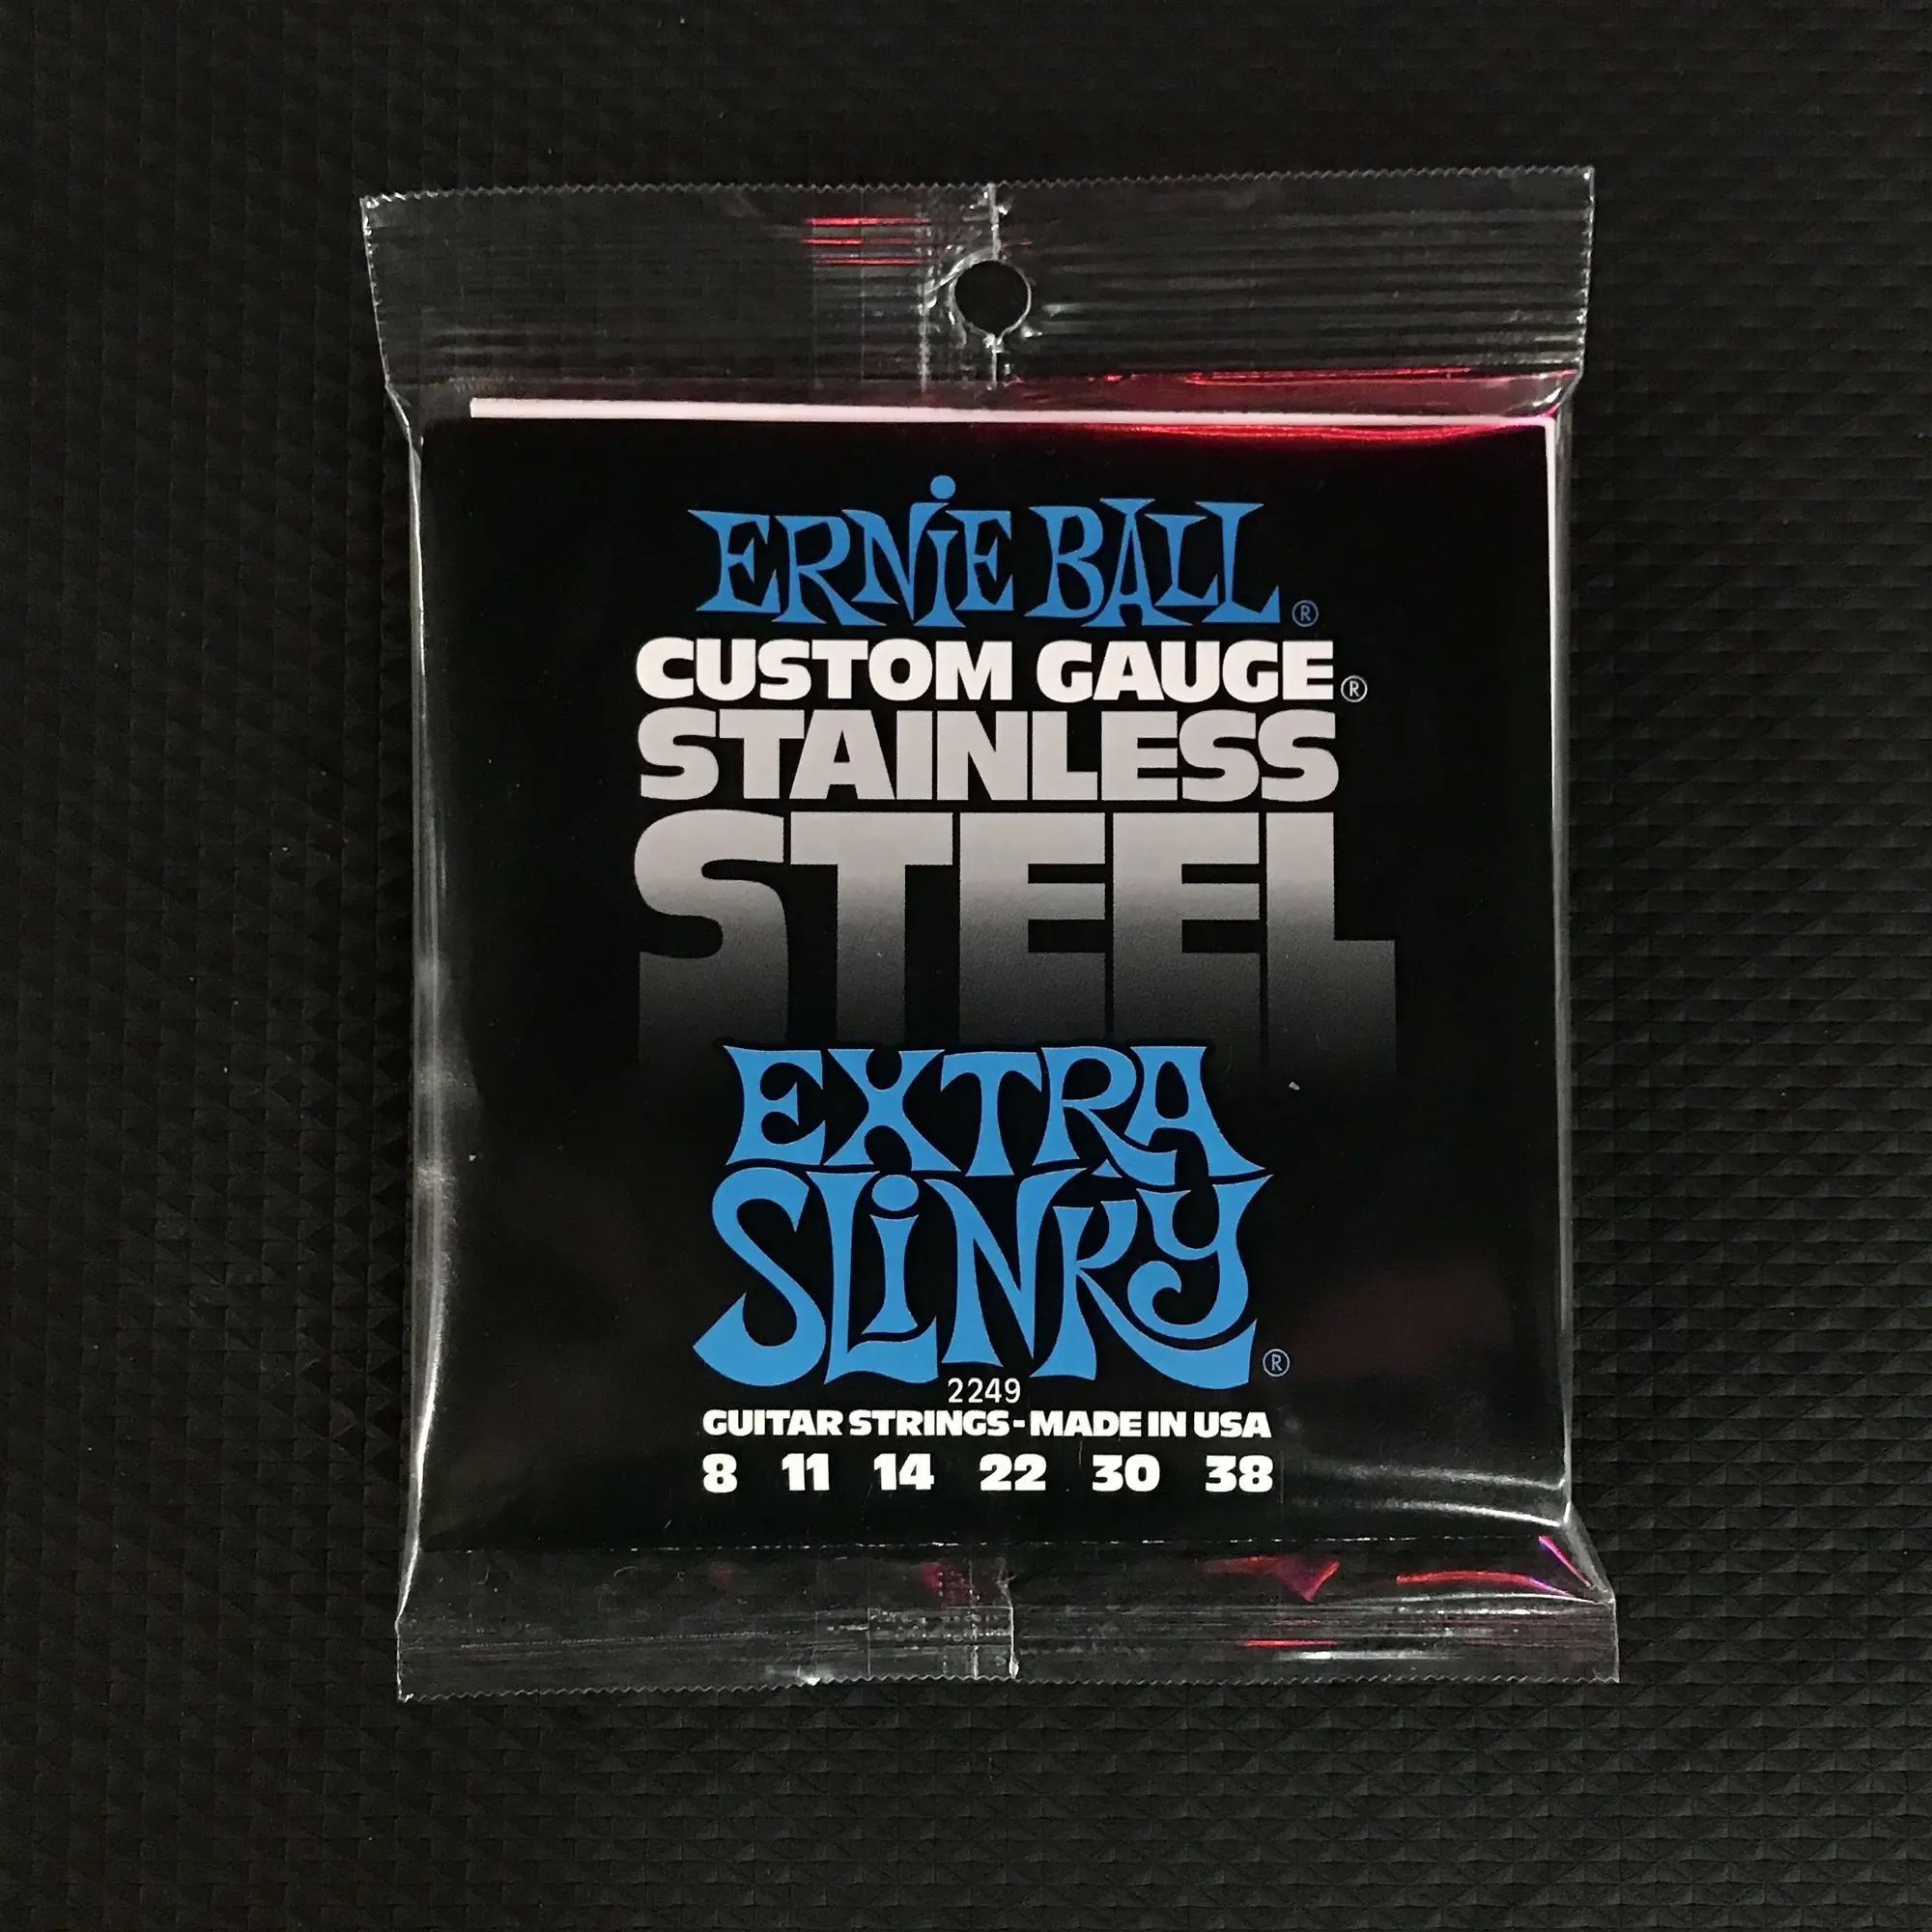 ERNiE BALL®
CUSTOM GAUGE®
STAINLESS
STEEL
EXTRA
SLiNKY®
2249
GUITAR STRINGS-MADE IN USA
8 11 14 22 30 38